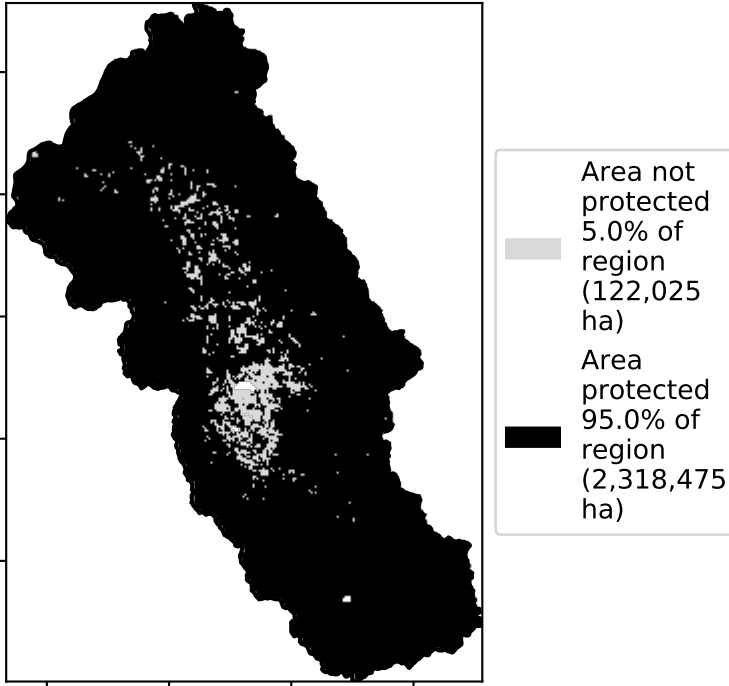 Area not
protected
5.0% of
region
(122,025
ha)
Area
protected
95.0% of
region
(2,318,475
ha)